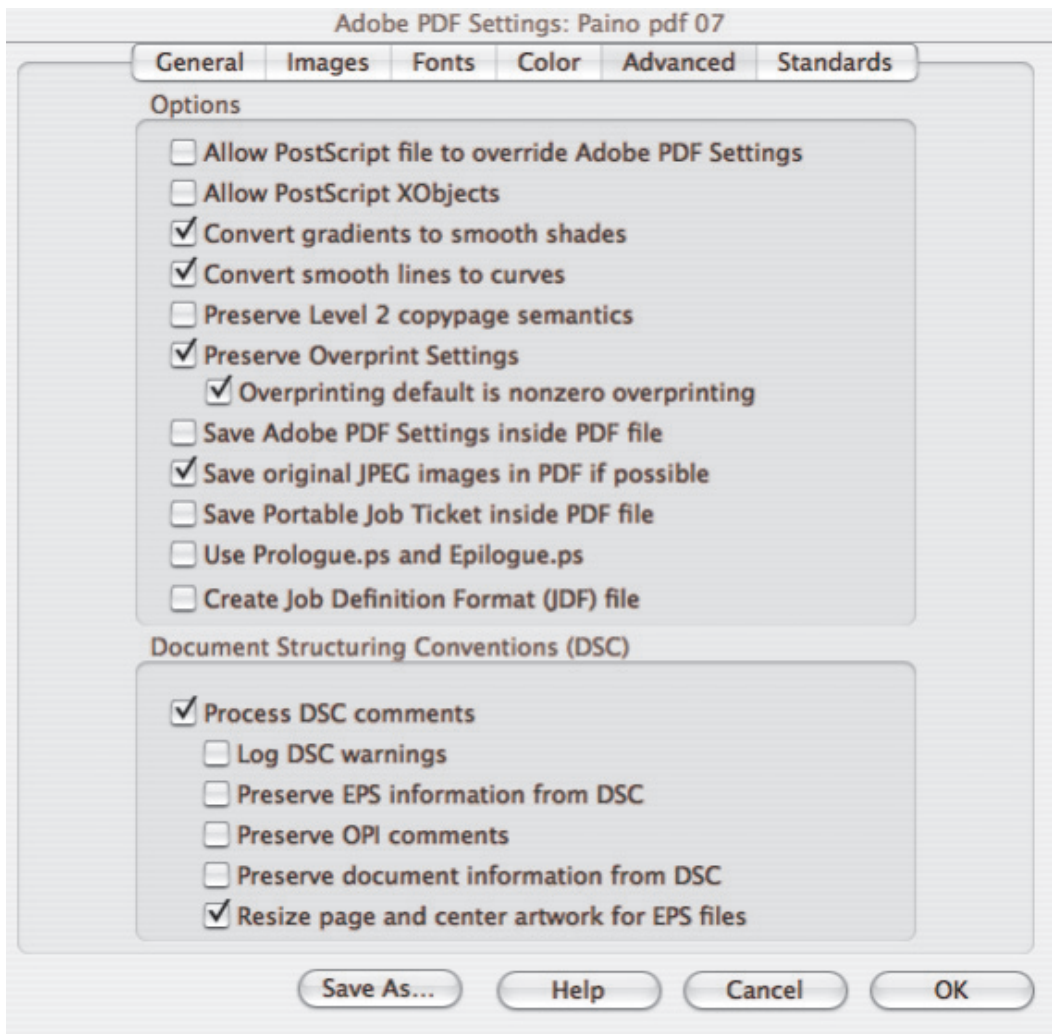 Adobe PDF Settings: Paino pdf 07
General Images Fonts Color Advanced Standards
Options
Allow PostScript file to override Adobe PDF Settings
Allow PostScript XObjects
Convert gradients to smooth shades
Convert smooth lines to curves
Preserve Level 2 copypage semantics
Preserve Overprint Settings
Overprinting default is nonzero overprinting
Save Adobe PDF Settings inside PDF file
Save original JPEG images in PDF if possible
Save Portable Job Ticket inside PDF file
Use Prologue.ps and Epilogue.ps
Create Job Definition Format (JDF) file
Document Structuring Conventions (DSC)
Process DSC comments
Log DSC warnings
Preserve EPS information from DSC
Preserve OPI comments
Preserve document information from DSC
Resize page and center artwork for EPS files
Save As... Help Cancel OK